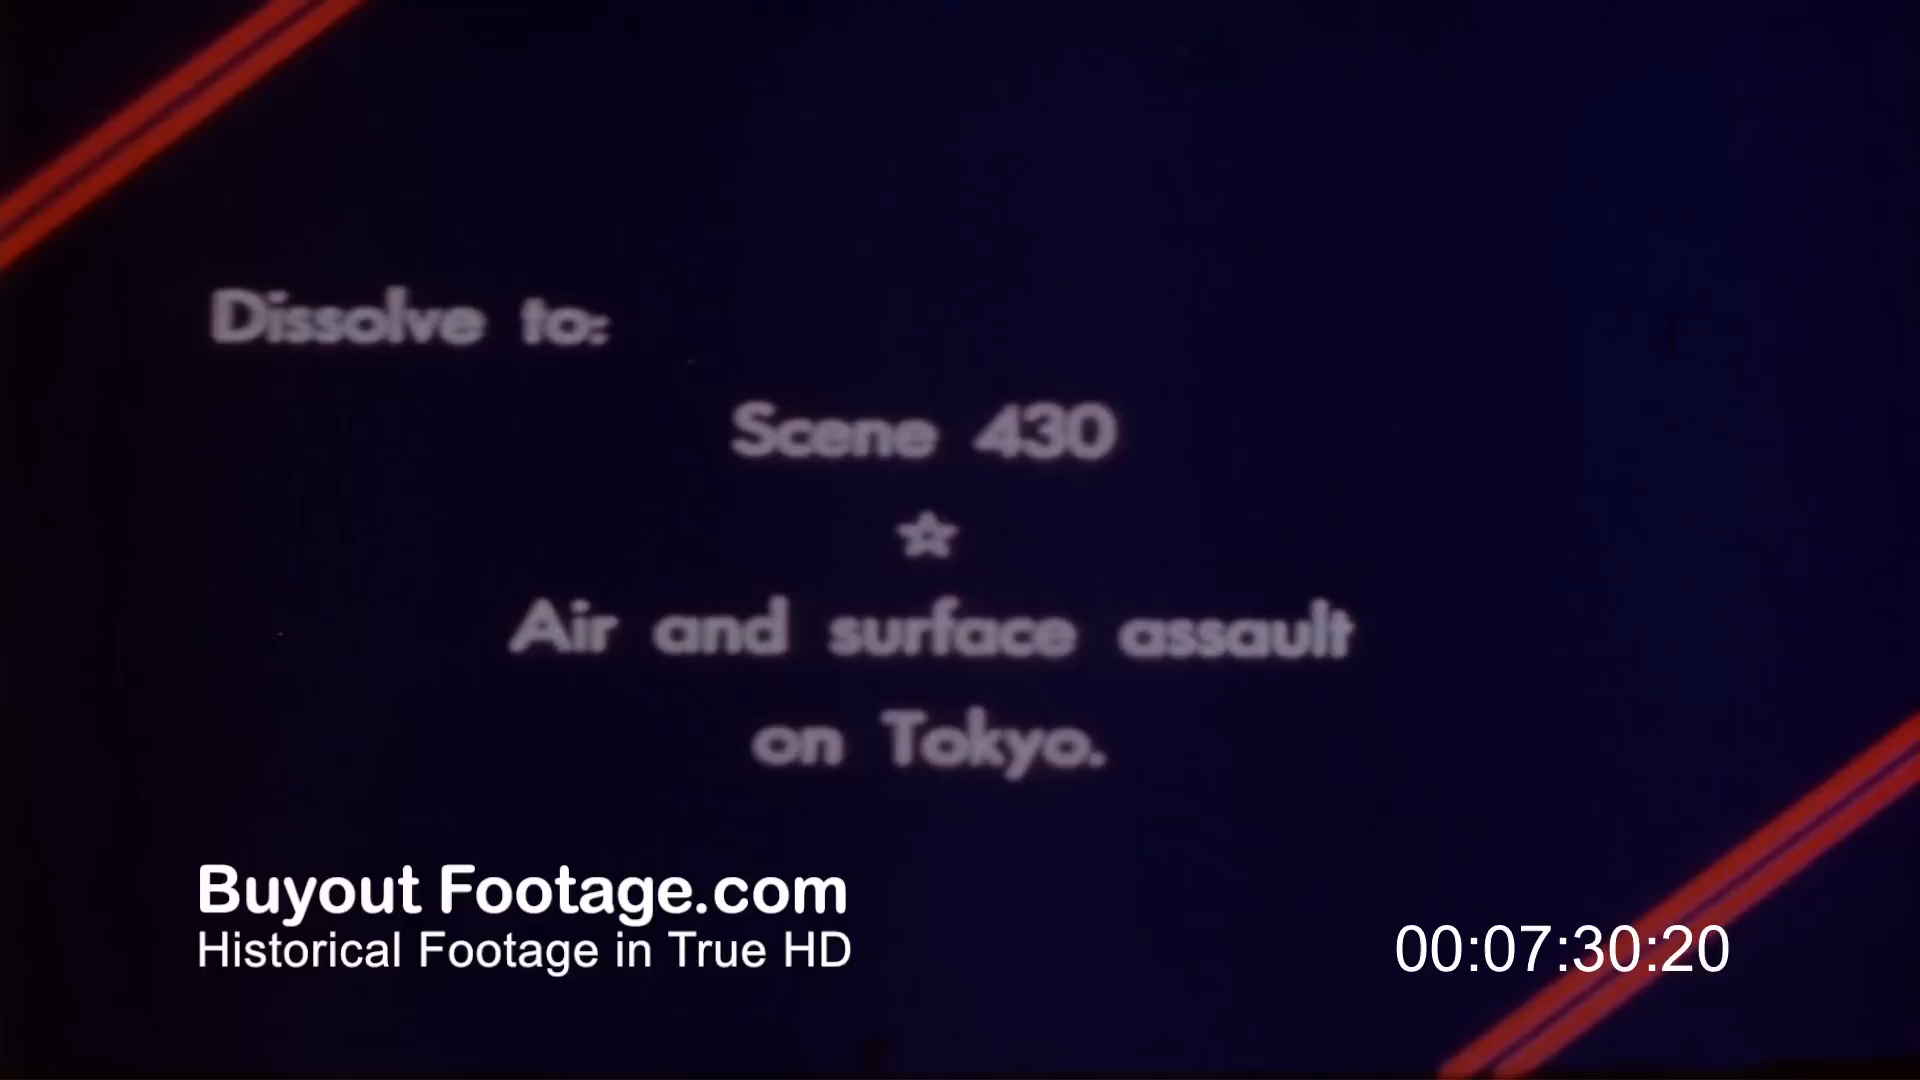 Dissolve to:
Scene 430
Air and surface assault
on Tokyo.
Buyout Footage.com
Historical Footage in True HD
00:07:30:20